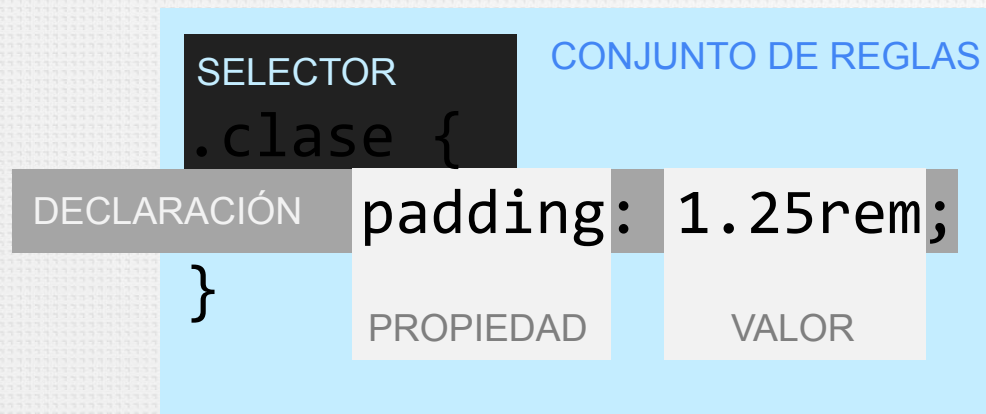 SELECTOR
CONJUNTO DE REGLAS
.clase {
DECLARACIÓN
padding: 1.25rem;
}
PROPIEDAD
VALOR